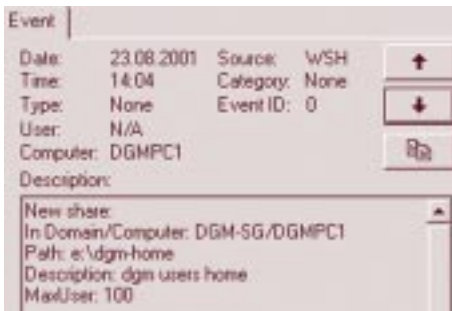 Event
Date: 23.08.2001 Source: WSH
Time: 14:04 Category: None
Type: None Event ID: 0
User: N/A
Computer: DGMPC1
Description:
New share:
In Domain/Computer: DGM-SG/DGMPC1
Path: e:\dgm-home
Description: dgm users home
MaxUser: 100